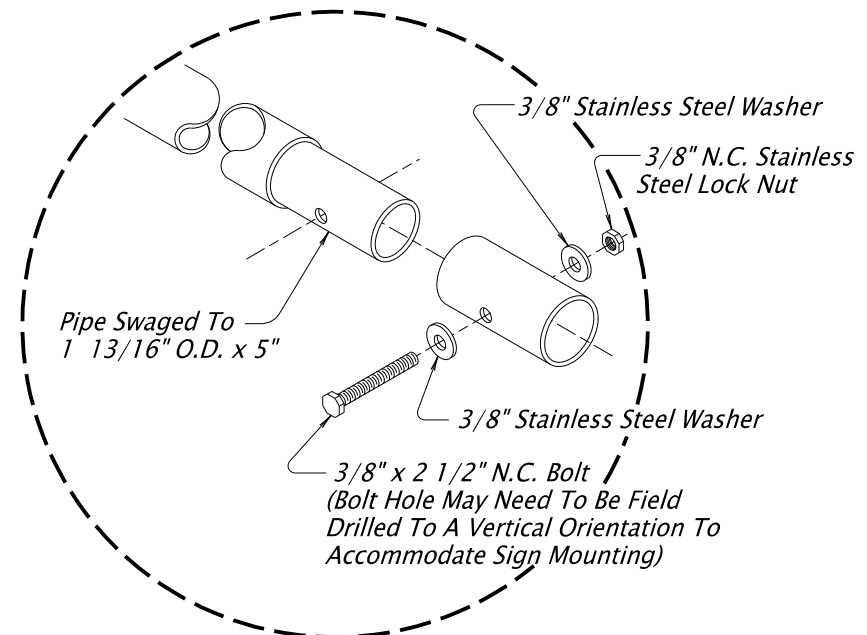 3/8" Stainless Steel Washer
3/8" N.C. Stainless
Steel Lock Nut
Pipe Swaged To
1 13/16" O.D. x 5"
3/8" Stainless Steel Washer
3/8" x 2 1/2" N.C. Bolt
(Bolt Hole May Need To Be Field
Drilled To A Vertical Orientation To
Accommodate Sign Mounting)